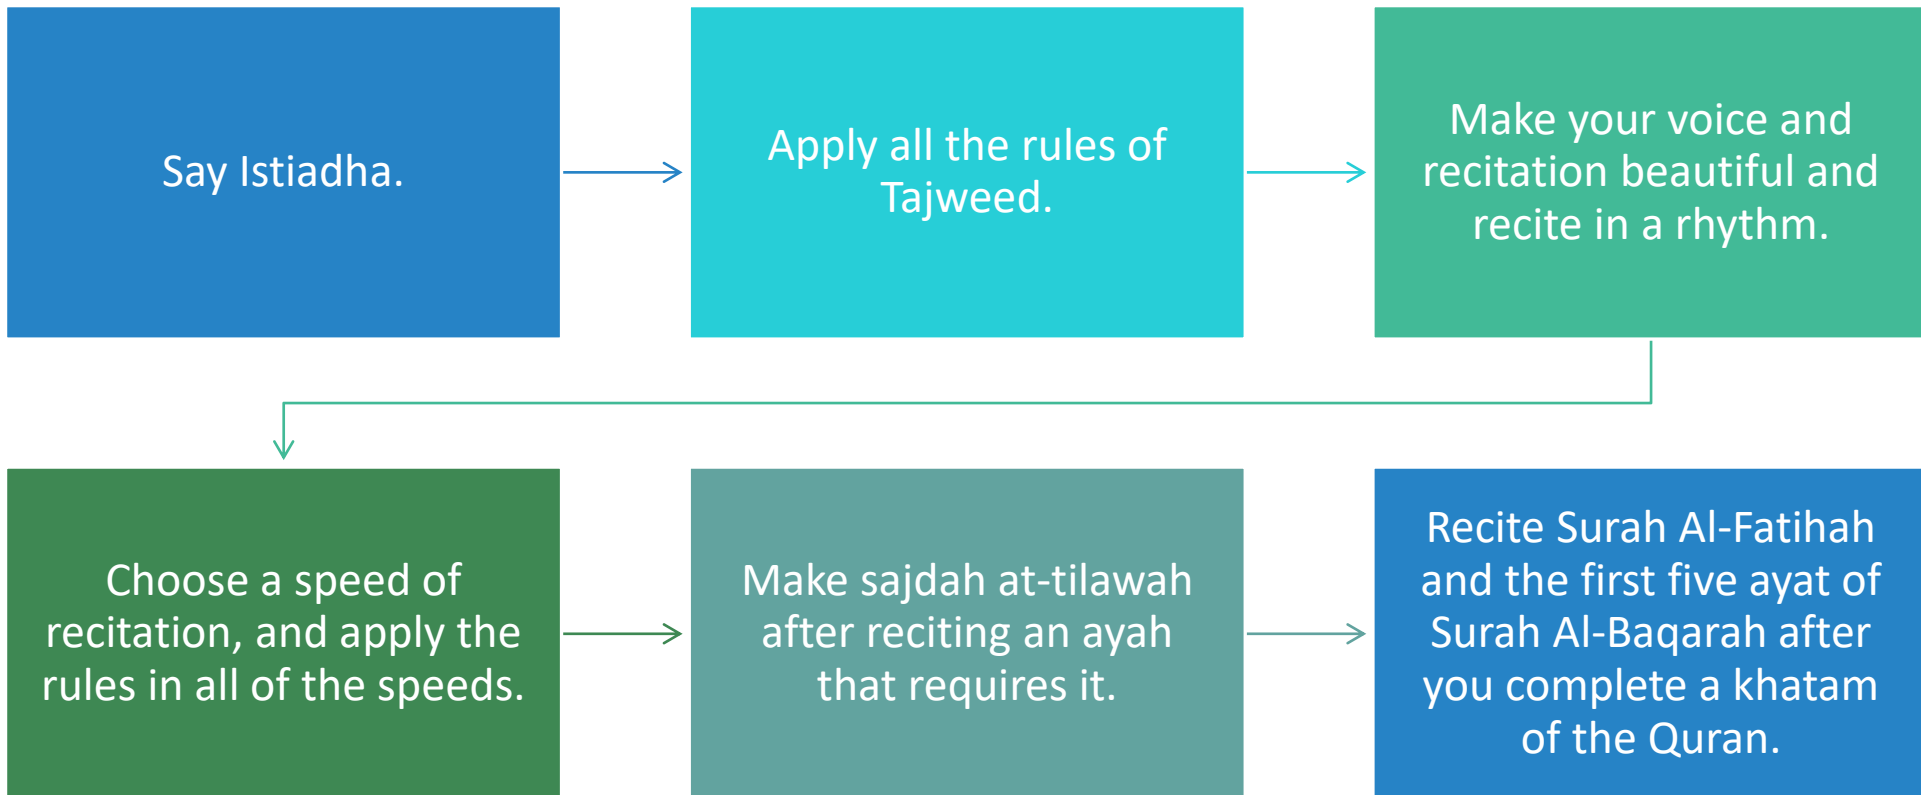 Say Istiadha.
Apply all the rules of
Tajweed.
Make your voice and
recitation beautiful and
recite in a rhythm.
Choose a speed of
recitation, and apply the
rules in all of the speeds.
Make sajdah at-tilawah
after reciting an ayah
that requires it.
Recite Surah Al-Fatihah
and the first five ayat of
Surah Al-Baqarah after
you complete a khatam
of the Quran.